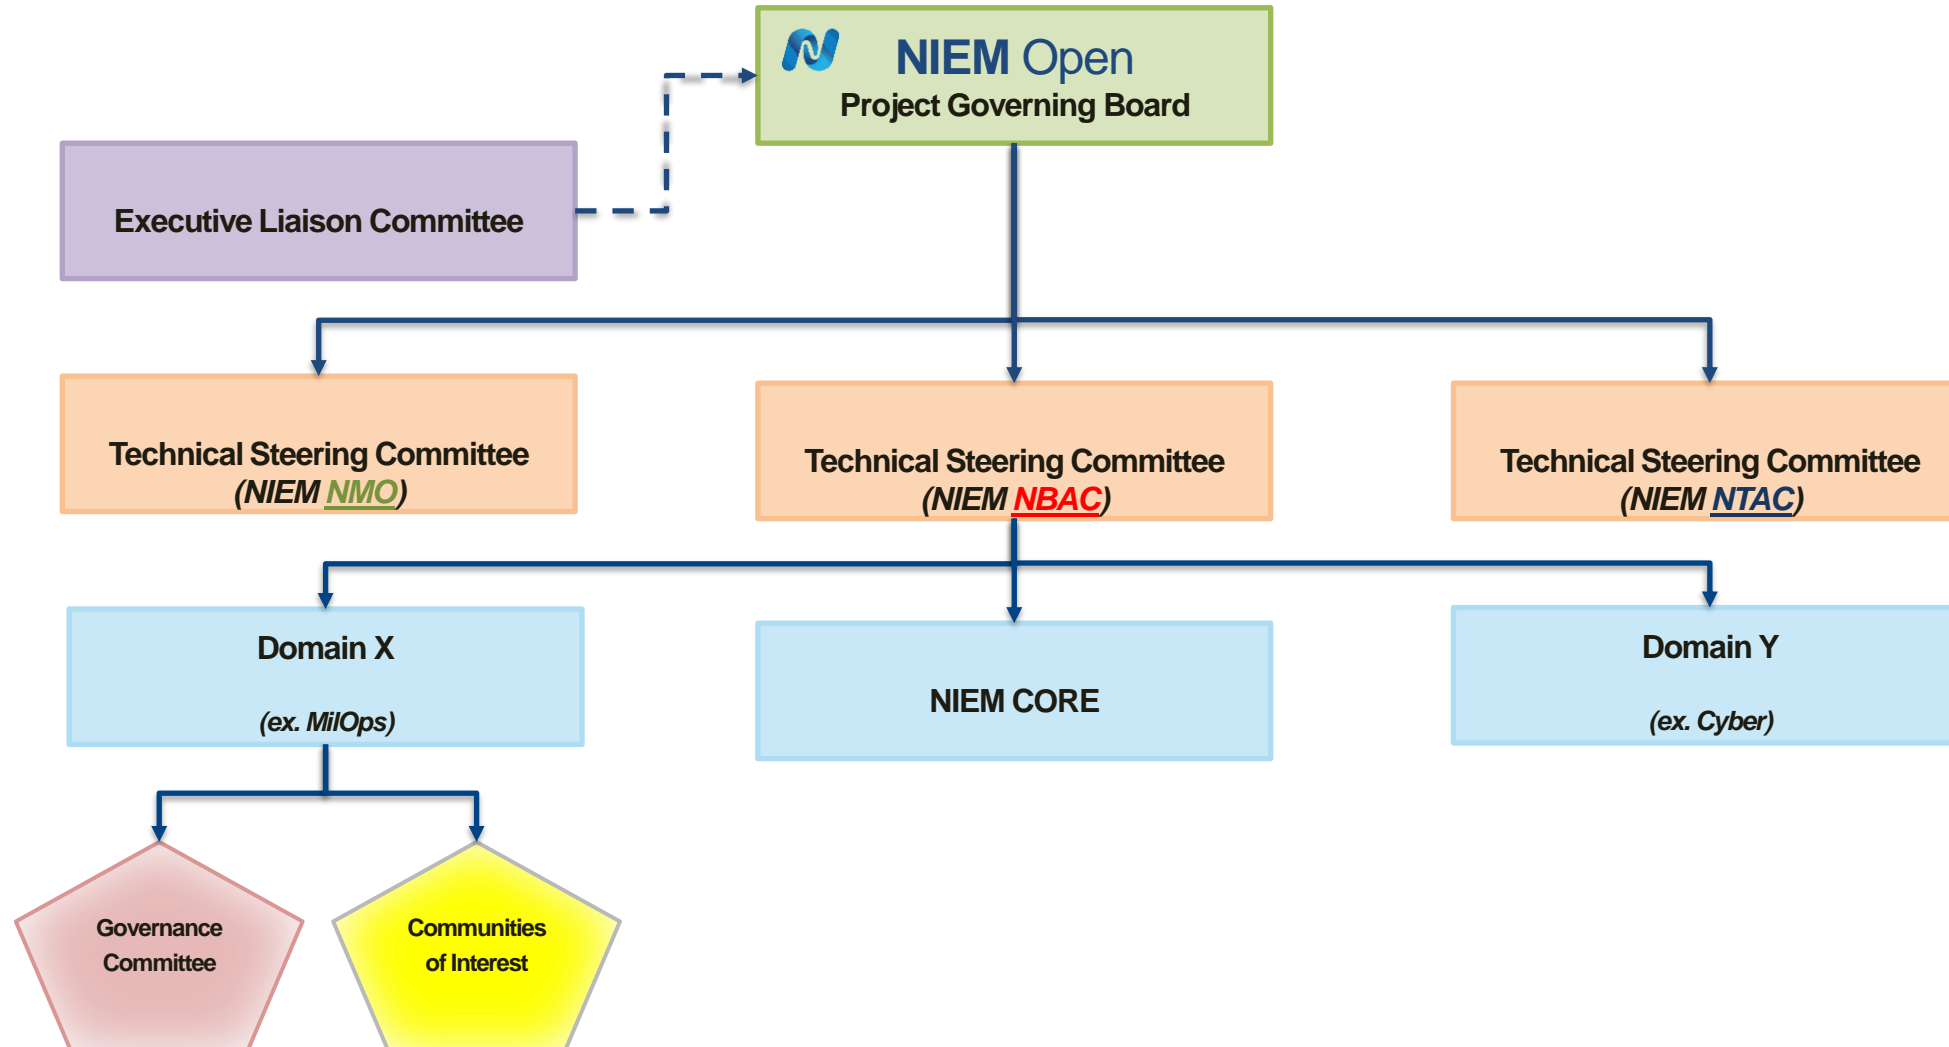 NIEM Open
Project Governing Board
Executive Liaison Committee
Technical Steering Committee
(NIEM NMO)
Technical Steering Committee
(NIEM NBAC)
Technical Steering Committee
(NIEM NTAC)
Domain X
(ex. MilOps)
NIEM CORE
Domain Y
(ex. Cyber)
Governance
Committee
Communities
of Interest